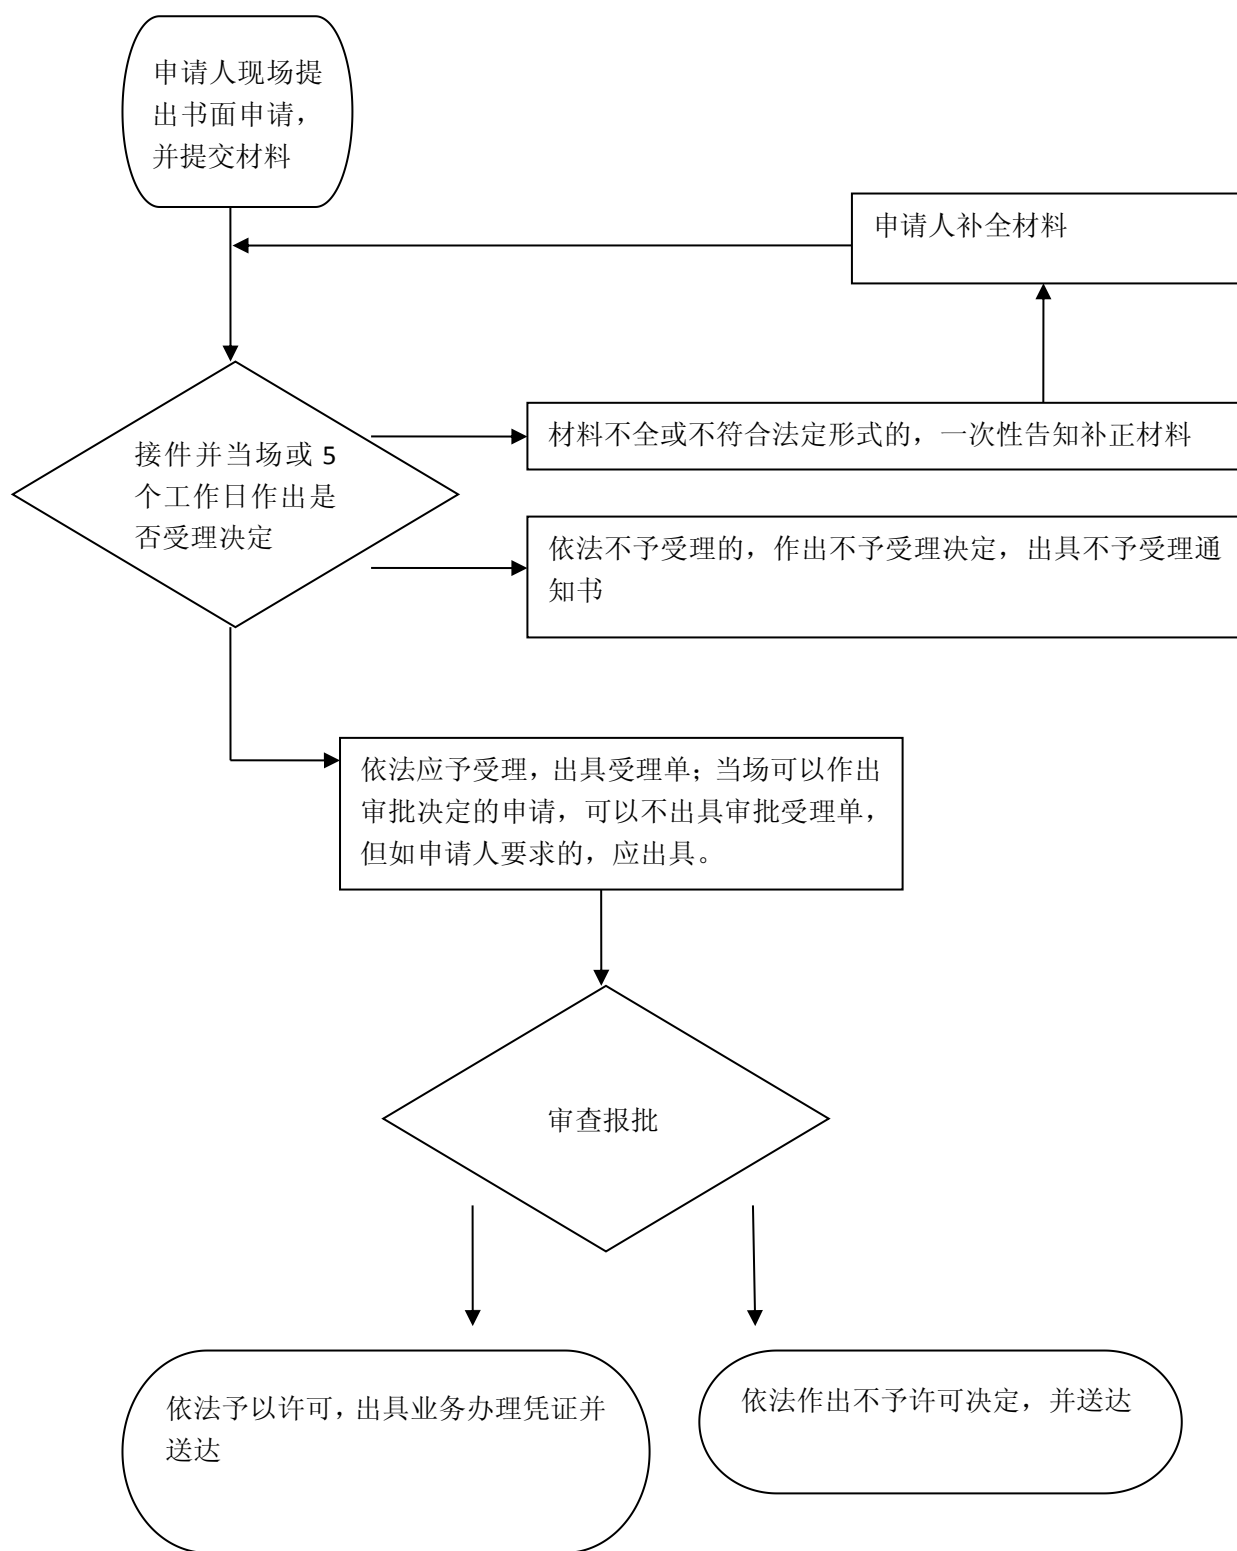 申请人现场提
出书面申请，
并提交材料
申请人补全材料
材料不全或不符合法定形式的，一次性告知补正材料
接件并当场或 5
个工作日作出是
否受理决定
依法不予受理的，作出不予受理决定，出具不予受理通
知书
依法应予受理，出具受理单；当场可以作出
审批决定的申请，可以不出具审批受理单，
但如申请人要求的，应出具。
审查报批
依法予以许可，出具业务办理凭证并
送达
依法作出不予许可决定，并送达